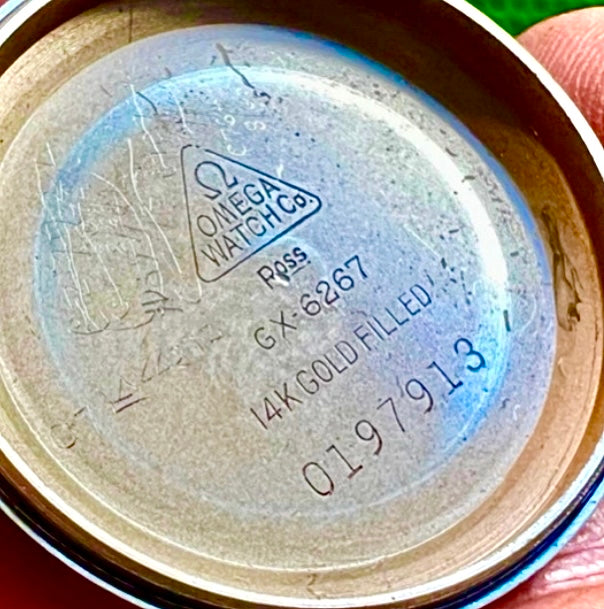 Ω
OMEGA
WATCH Co.
Ross
GX-6267
14K GOLD FILLED
0197913